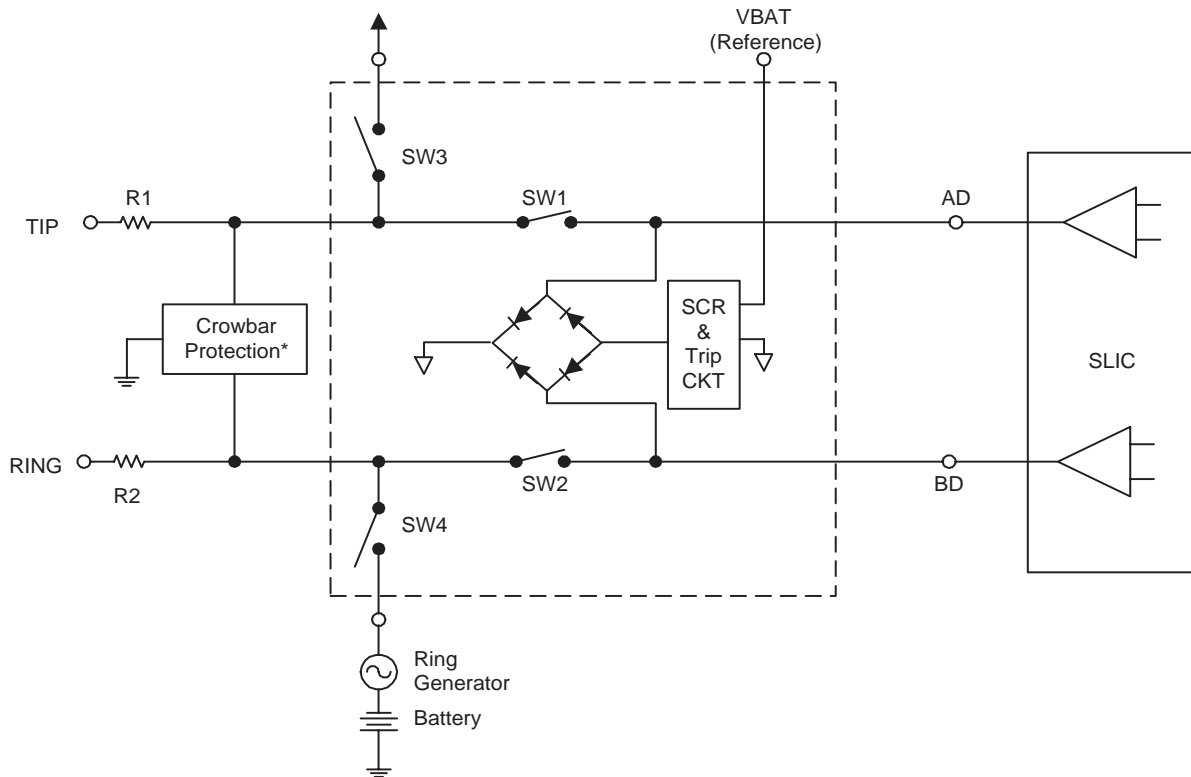 VBAT
(Reference)
SW3
R1
SW1
AD
TIP
Crowbar
Protection*
SCR
&
Trip
CKT
SLIC
RING
R2
SW2
BD
SW4
Ring
Generator
Battery